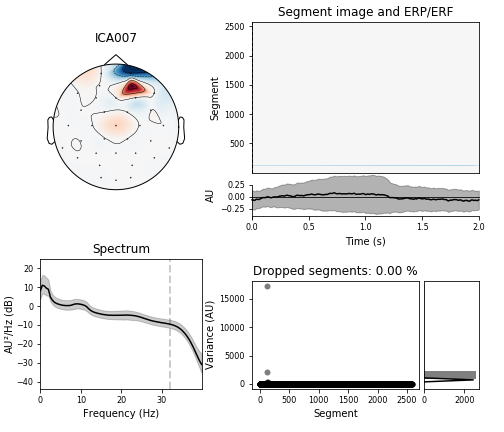 ICA007
Segment image and ERP/ERF
2500
2000
1500
1000
500
Segment
0.25
0.00
−0.25
AU
0.0 0.5 1.0 1.5 2.0
Time (s)
Spectrum
20
10
0
−10
−20
−30
−40
AU²/Hz (dB)
0 10 20 30
Frequency (Hz)
Dropped segments: 0.00 %
15000
10000
5000
0
Variance (AU)
0 500 1000 1500 2000 2500
Segment
0 2000